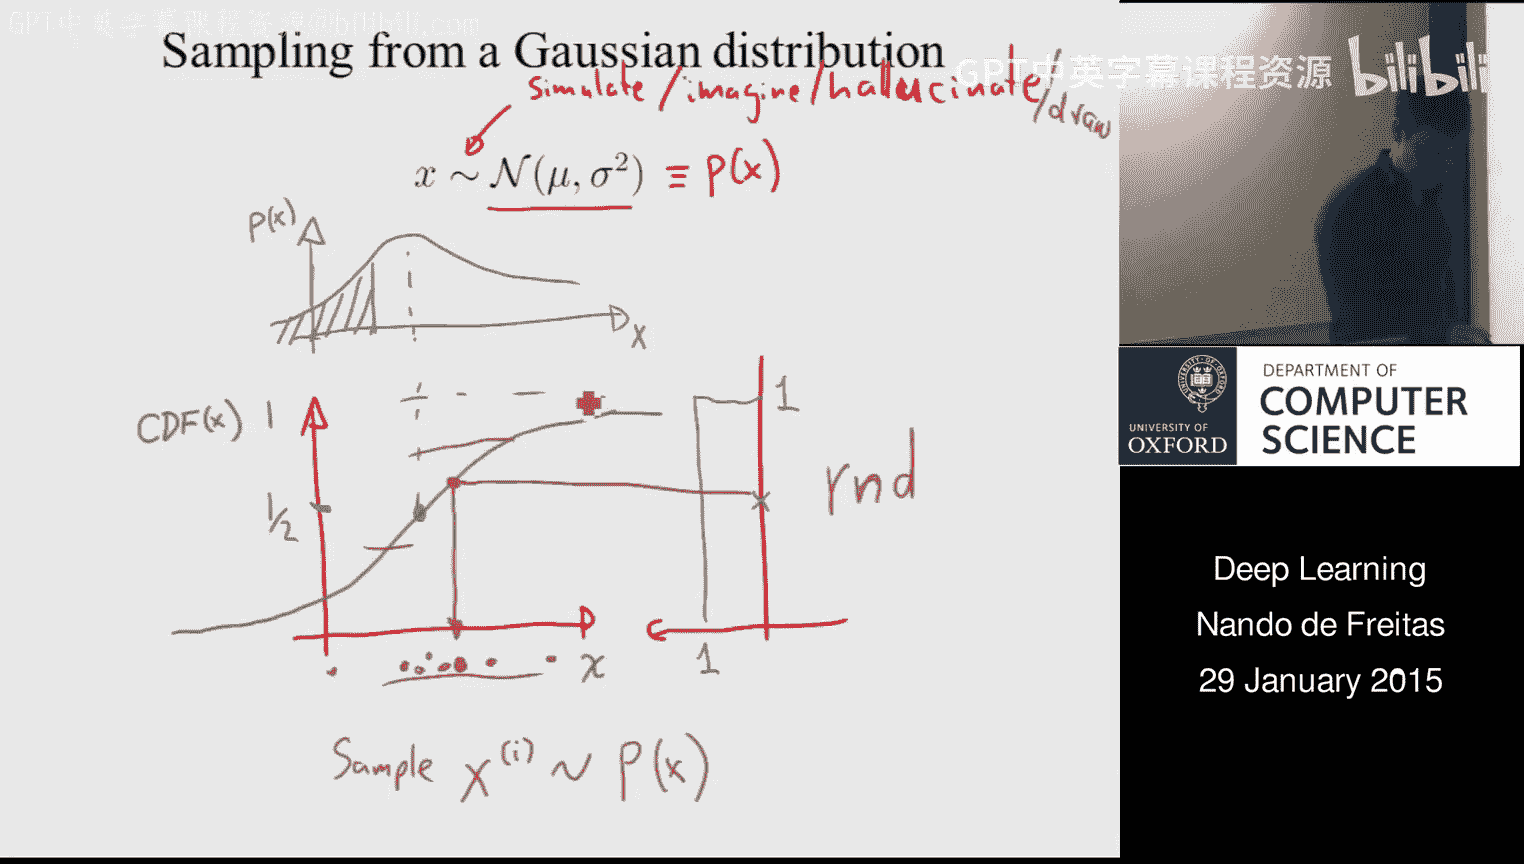 GPT中英字幕课程资源
bilibili
Sampling from a Gaussian distribution
simulate/imagine/hallucinate/draw
x ~ N(μ, σ²) ≡ P(x)
P(x)
x
CDF(x) 1
1/2
x
1
1
rnd
Sample x⁽ⁱ⁾ ~ P(x)
UNIVERSITY OF
OXFORD
DEPARTMENT OF
COMPUTER
SCIENCE
Deep Learning
Nando de Freitas
29 January 2015